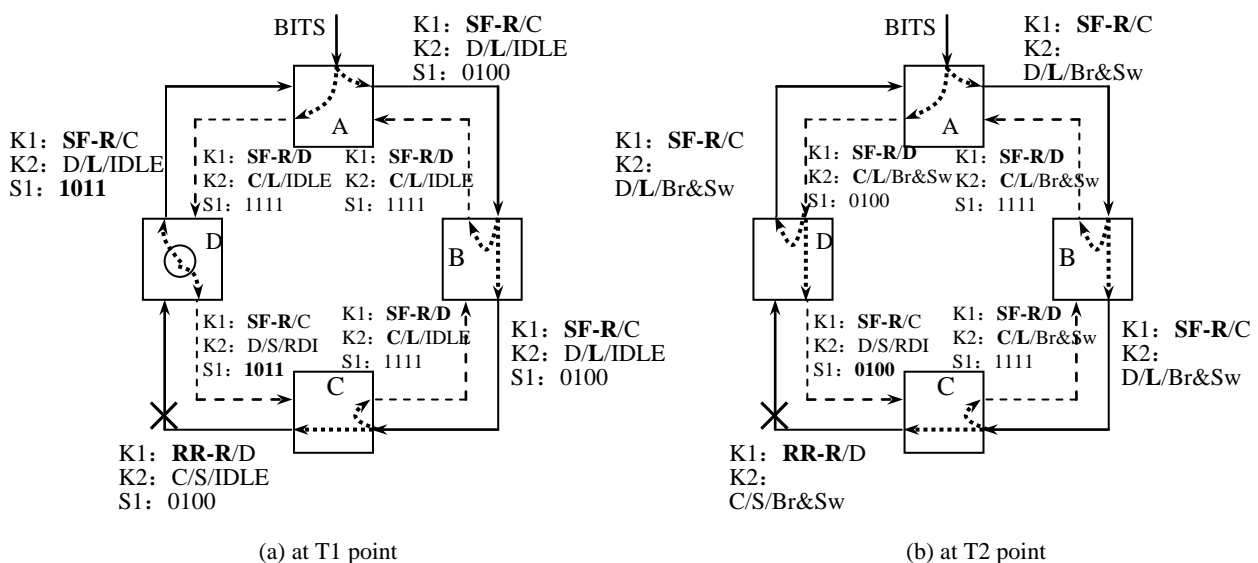 BITS
K1: SF-R/C
K2: D/L/IDLE
S1: 0100
A
K1: SF-R/C
K2: D/L/IDLE
S1: 1011
K1: SF-R/D
K2: C/L/IDLE
S1: 1111
K1: SF-R/D
K2: C/L/IDLE
S1: 1111
D
B
K1: SF-R/C
K2: D/S/RDI
S1: 1011
K1: SF-R/D
K2: C/L/IDLE
S1: 1111
K1: SF-R/C
K2: D/L/IDLE
S1: 0100
C
K1: RR-R/D
K2: C/S/IDLE
S1: 0100
(a) at T1 point
BITS
K1: SF-R/C
K2:
D/L/Br&Sw
A
K1: SF-R/C
K2:
D/L/Br&Sw
K1: SF-R/D
K2: C/L/Br&Sw
S1: 0100
K1: SF-R/D
K2: C/L/Br&Sw
S1: 1111
D
B
K1: SF-R/C
K2: D/S/RDI
S1: 0100
K1: SF-R/D
K2: C/L/Br&Sw
S1: 1111
K1: SF-R/C
K2:
D/L/Br&Sw
C
K1: RR-R/D
K2:
C/S/Br&Sw
(b) at T2 point